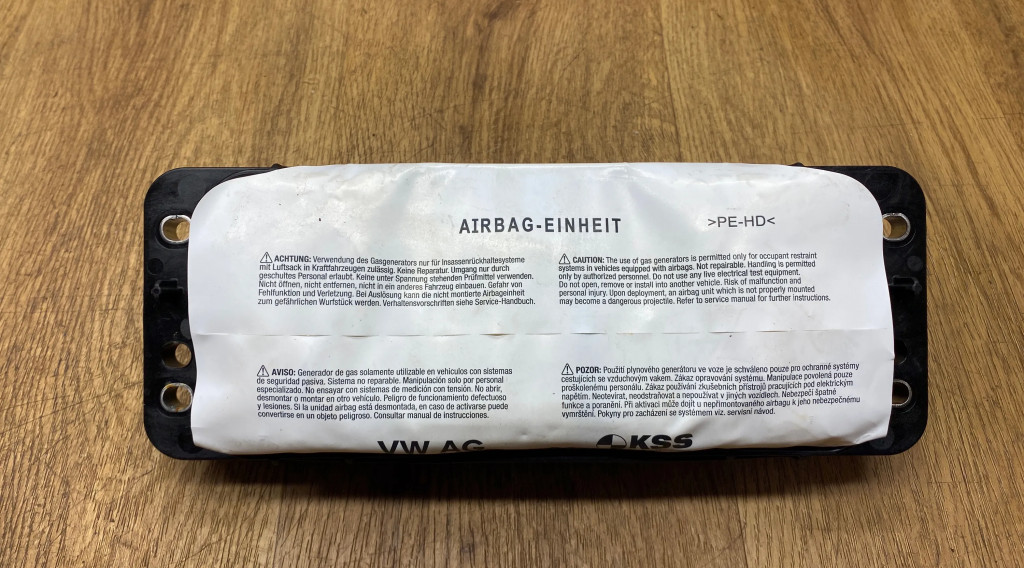 AIRBAG-EINHEIT >PE-HD<
⚠ ACHTUNG: Verwendung des Gasgenerators nur für Insassenrückhaltesysteme
mit Luftsack in Kraftfahrzeugen zulässig. Keine Reparatur. Umgang nur durch
geschultes Personal erlaubt. Keine unter Spannung stehenden Prüfmittel verwenden.
Nicht öffnen, nicht entfernen, nicht in ein anderes Fahrzeug einbauen. Gefahr von
Fehlfunktion und Verletzung. Bei Auslösung kann die nicht montierte Airbageinheit
zum gefährlichen Wurfstück werden. Verhaltensvorschriften siehe Service-Handbuch.
⚠ CAUTION: The use of gas generators is permitted only for occupant restraint
systems in vehicles equipped with airbags. Not repairable. Handling is permitted
only by authorized personnel. Do not use any live electrical test equipment.
Do not open, remove or install into another vehicle. Risk of malfunction and
personal injury. Upon deployment, an airbag unit which is not properly mounted
may become a dangerous projectile. Refer to service manual for further instructions.
⚠ AVISO: Generador de gas solamente utilizable en vehículos con sistemas
de seguridad pasiva. Sistema no reparable. Manipulación solo por personal
especializado. No ensayar con sistemas de medición con tensión. No abrir,
desmontar o montar en otro vehículo. Peligro de funcionamiento defectuoso
y lesiones. Si la unidad airbag está desmontada, en caso de activarse puede
convertirse en un objeto peligroso. Consultar manual de instrucciones.
⚠ POZOR: Použití plynového generátoru ve voze je schváleno pouze pro ochranné systémy
cestujících se vzduchovým vakem. Zákaz opravování systému. Manipulace povolená pouze
proškolenému personálu. Zákaz používání zkušebních přístrojů pracujících pod elektrickým
napětím. Neotevírat, neodstraňovat a nepoužívat v jiných vozidlech. Nebezpečí špatné
funkce a poranění. Při aktivaci může dojít u nepřimontovaného airbagu k jeho nebezpečnému
vymrštění. Pokyny pro zacházení se systémem viz. servisní návod.
VW AG KSS